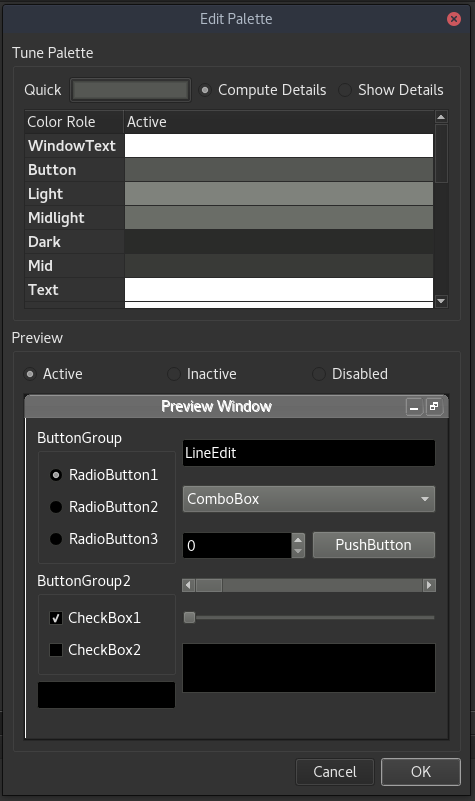 Edit Palette
Tune Palette
Quick Compute Details Show Details
Color Role Active
WindowText
Button
Light
Midlight
Dark
Mid
Text
Preview
Active Inactive Disabled
Preview Window
ButtonGroup
LineEdit
RadioButton1
RadioButton2
ComboBox
RadioButton3
0 PushButton
ButtonGroup2
CheckBox1
CheckBox2
Cancel OK